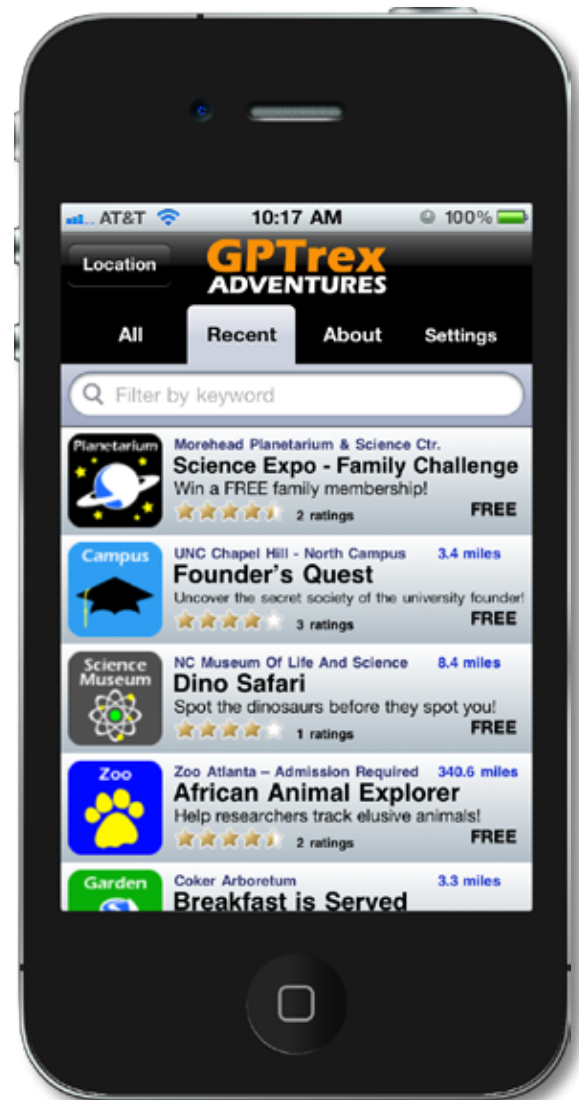 AT&T 10:17 AM 100%
Location
GPTrex
ADVENTURES
All Recent About Settings
Filter by keyword
Planetarium
Morehead Planetarium & Science Ctr.
Science Expo - Family Challenge
Win a FREE family membership!
2 ratings FREE
Campus
UNC Chapel Hill - North Campus 3.4 miles
Founder's Quest
Uncover the secret society of the university founder!
3 ratings FREE
Science
Museum
NC Museum Of Life And Science 8.4 miles
Dino Safari
Spot the dinosaurs before they spot you!
1 ratings FREE
Zoo
Zoo Atlanta – Admission Required 340.6 miles
African Animal Explorer
Help researchers track elusive animals!
2 ratings FREE
Garden
Coker Arboretum 3.3 miles
Breakfast is Served